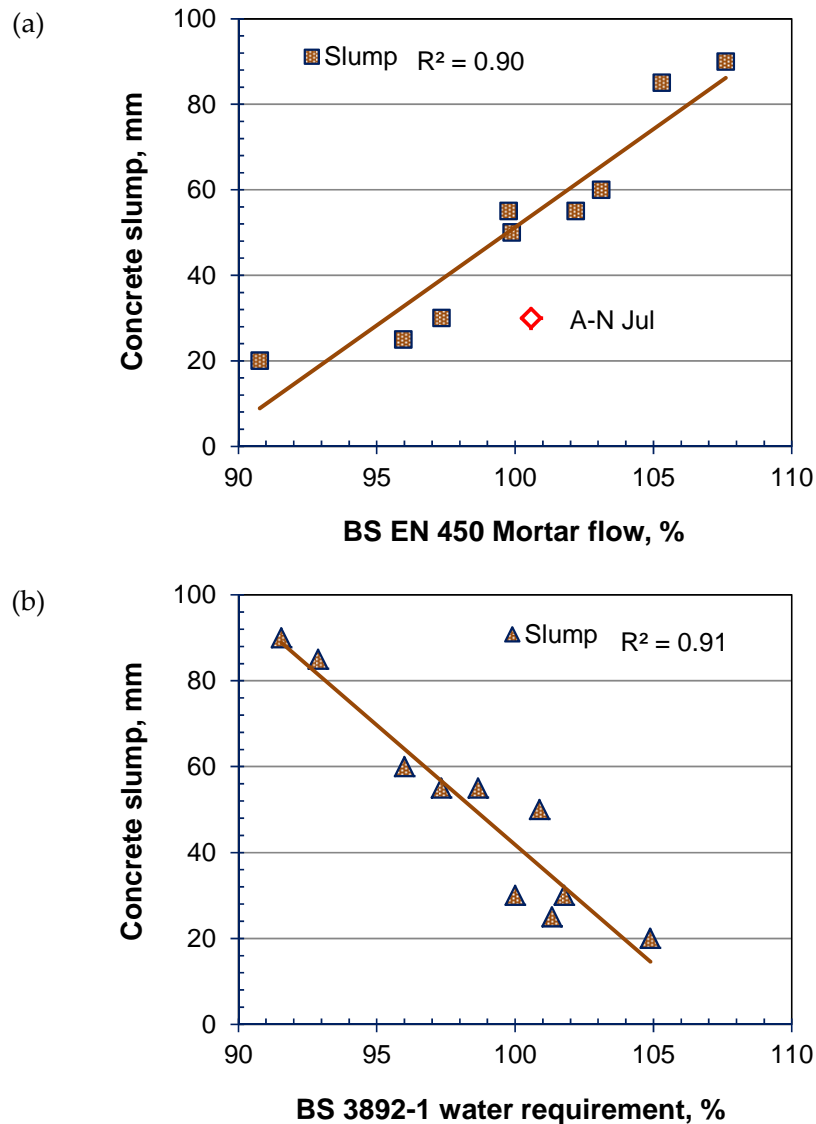 (a)
Concrete slump, mm
100
80
60
40
20
0
Slump R² = 0.90
A-N Jul
90 95 100 105 110
BS EN 450 Mortar flow, %
(b)
Concrete slump, mm
100
80
60
40
20
0
Slump R² = 0.91
90 95 100 105 110
BS 3892-1 water requirement, %